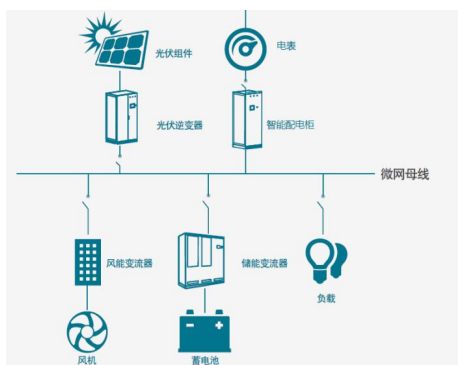 光伏组件
电表
光伏逆变器
智能配电柜
微网母线
风能变流器
储能变流器
负载
风机
蓄电池